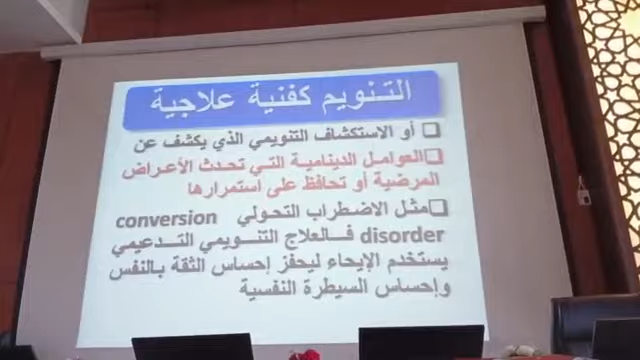 التنويم كفنية علاجية
أو الاستكشاف التنويمي الذي يكشف عن
العوامل الدينامية التي تحدث الأعراض
المرضية أو تحافظ على استمرارها
مثل الاضطراب التحولي conversion
disorder فالعلاج التنويمي التدعيمي
يستخدم الإيحاء ليحفز إحساس الثقة بالنفس
وإحساس السيطرة النفسية